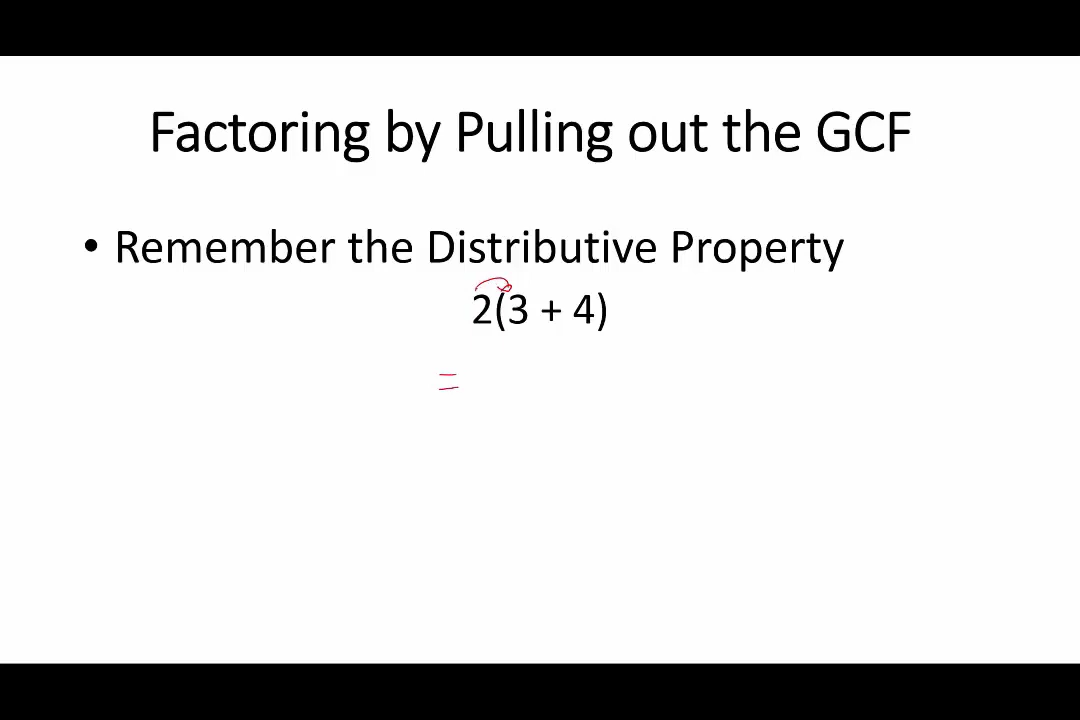 Factoring by Pulling out the GCF
• Remember the Distributive Property
2(3 + 4)
=